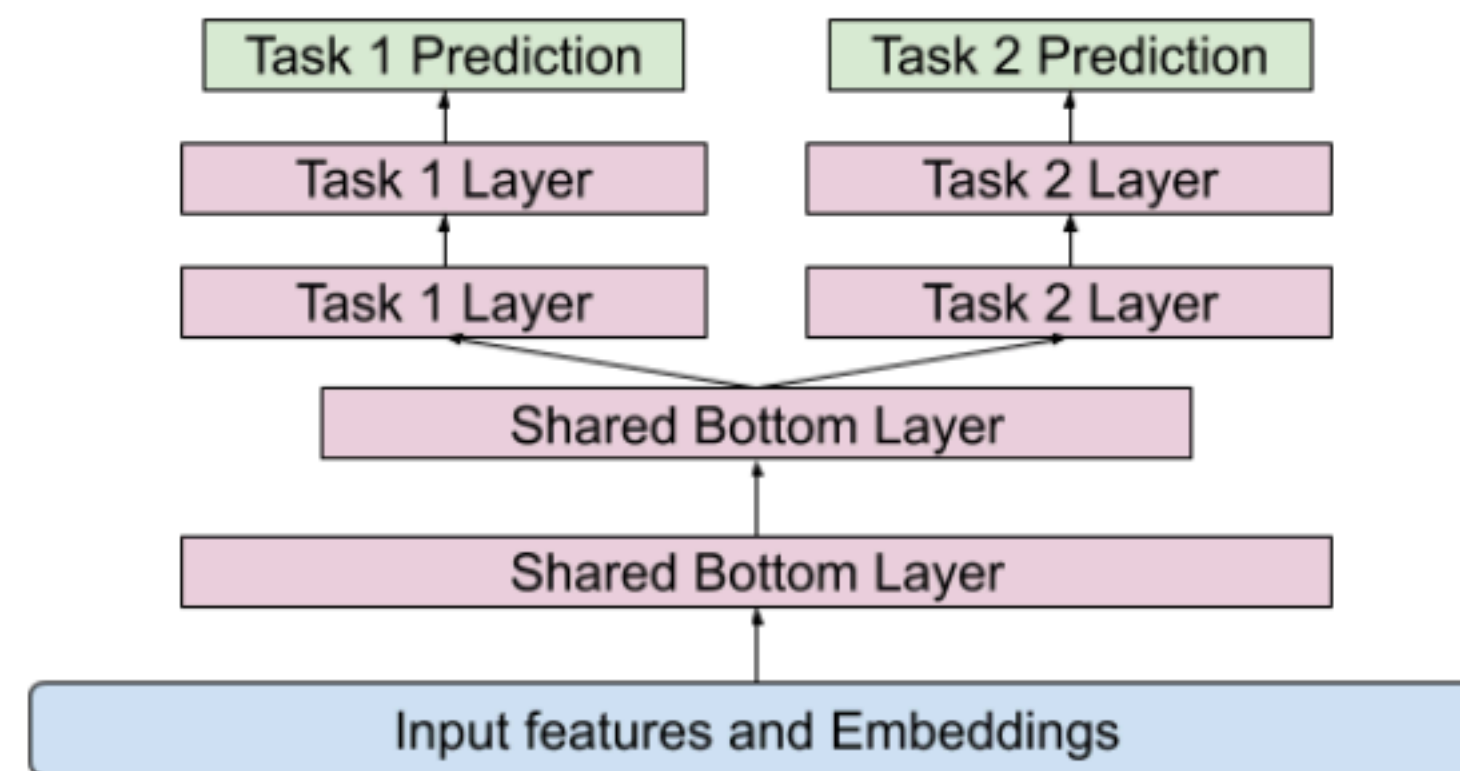 Task 1 Prediction
Task 2 Prediction
Task 1 Layer
Task 2 Layer
Task 1 Layer
Task 2 Layer
Shared Bottom Layer
Shared Bottom Layer
Input features and Embeddings